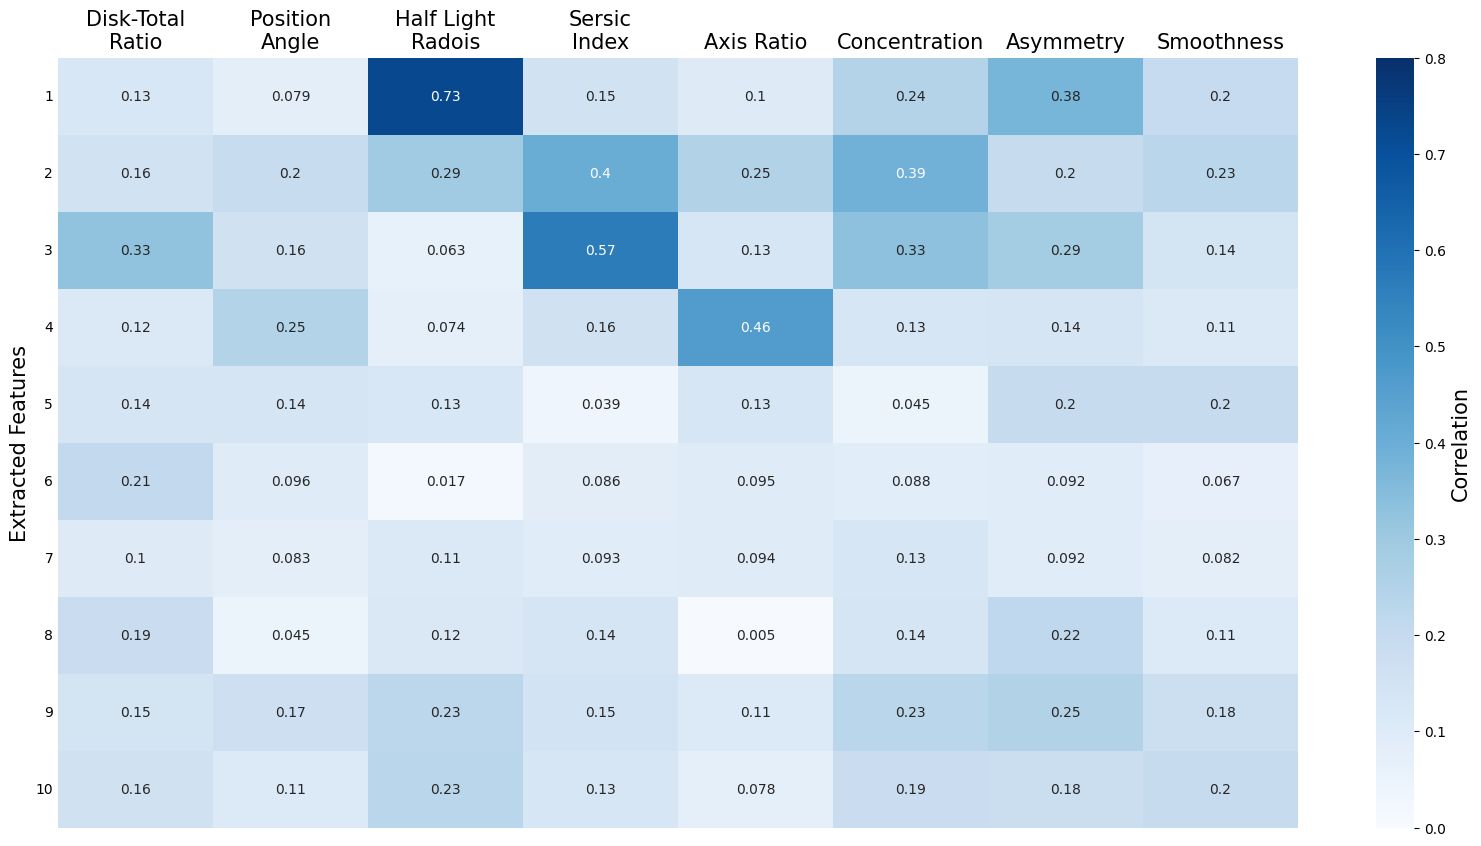 Disk-Total Position Half Light Sersic
Ratio Angle Radois Index Axis Ratio Concentration Asymmetry Smoothness
1 0.13 0.079 0.73 0.15 0.1 0.24 0.38 0.2
2 0.16 0.2 0.29 0.4 0.25 0.39 0.2 0.23
3 0.33 0.16 0.063 0.57 0.13 0.33 0.29 0.14
4 0.12 0.25 0.074 0.16 0.46 0.13 0.14 0.11
5 0.14 0.14 0.13 0.039 0.13 0.045 0.2 0.2
6 0.21 0.096 0.017 0.086 0.095 0.088 0.092 0.067
7 0.1 0.083 0.11 0.093 0.094 0.13 0.092 0.082
8 0.19 0.045 0.12 0.14 0.005 0.14 0.22 0.11
9 0.15 0.17 0.23 0.15 0.11 0.23 0.25 0.18
10 0.16 0.11 0.23 0.13 0.078 0.19 0.18 0.2
Extracted Features
0.8
0.7
0.6
0.5
0.4
0.3
0.2
0.1
0.0
Correlation